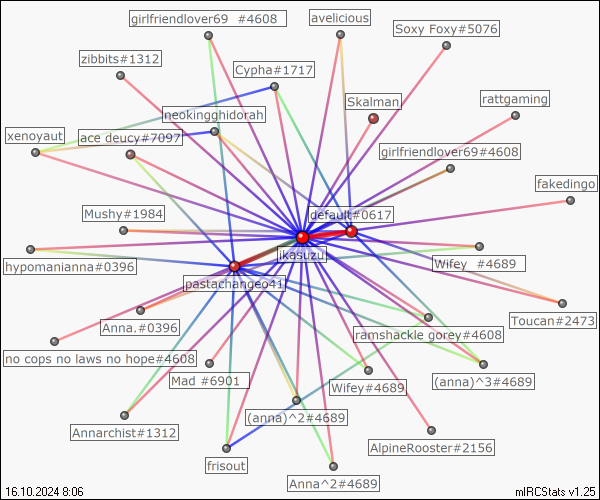 girlfriendlover69   #4608
avelicious
Soxy Foxy#5076
zibbits#1312
Cypha#1717
Skalman
rattgaming
neokingghidorah
xenoyaut
ace deucy#7097
girlfriendlover69#4608
fakedingo
Mushy#1984
default#0617
jkasuzu
Wifey   #4689
hypomanianna#0396
pastachangeo41
Anna.#0396
Toucan#2473
ramshackle gorey#4608
no cops no laws no hope#4608
Mad #6901
Wifey#4689
(anna)^3#4689
(anna)^2#4689
Annarchist#1312
AlpineRooster#2156
frisout
Anna^2#4689
16.10.2024 8:06
mIRCStats v1.25